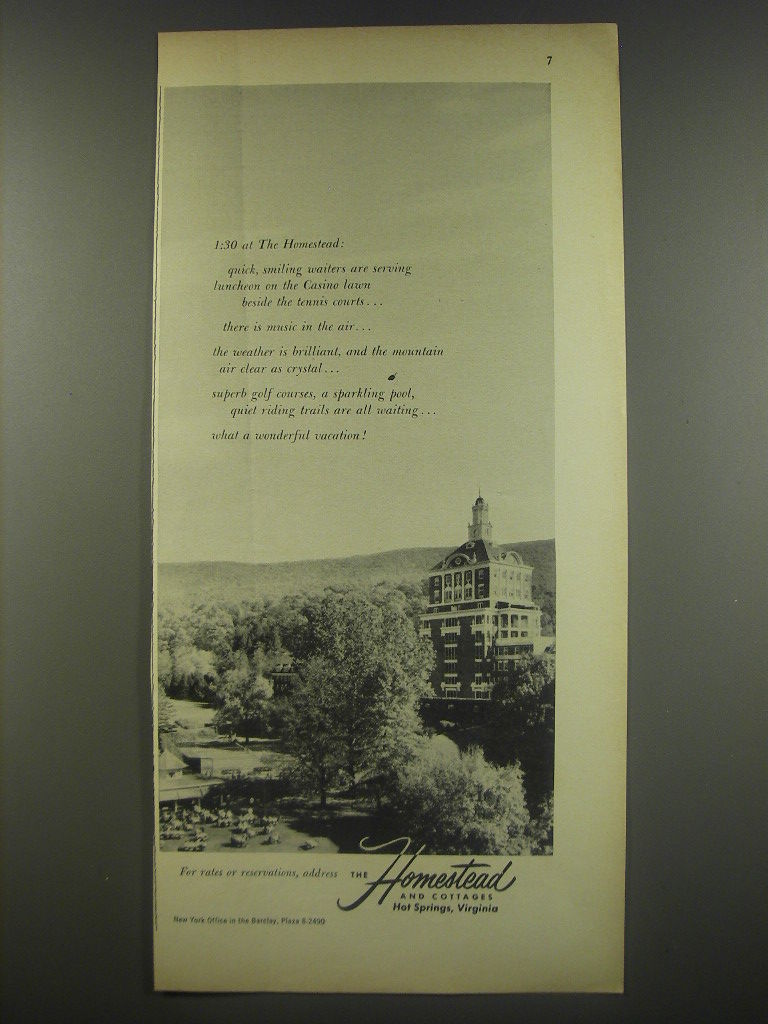 7
1:30 at The Homestead:
quick, smiling waiters are serving
luncheon on the Casino lawn
beside the tennis courts...
there is music in the air...
the weather is brilliant, and the mountain
air clear as crystal...
superb golf courses, a sparkling pool,
quiet riding trails are all waiting...
what a wonderful vacation!
For rates or reservations, address THE Homestead
AND COTTAGES
Hot Springs, Virginia
New York Office in the Barclay, Plaza 8-2490